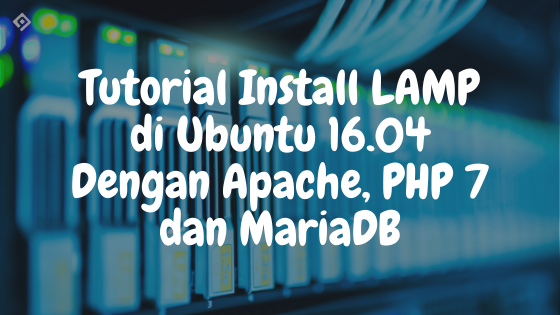 Tutorial Install LAMP
di Ubuntu 16.04
Dengan Apache, PHP 7
dan MariaDB